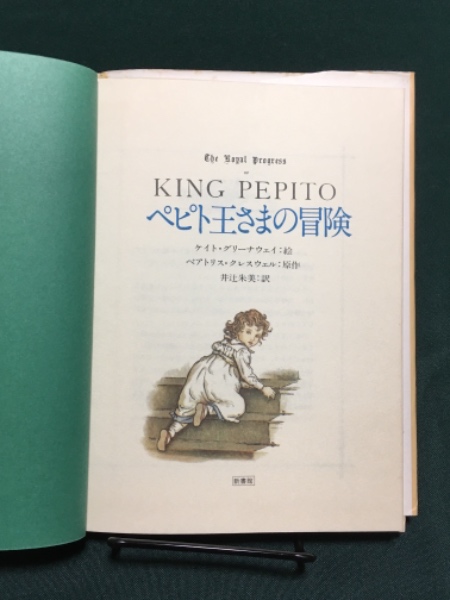 The Royal Progress
OF
KING PEPITO
ペピト王さまの冒険
ケイト・グリーナウェイ：絵
ベアトリス・クレスウェル：原作
井辻朱美：訳
新書館